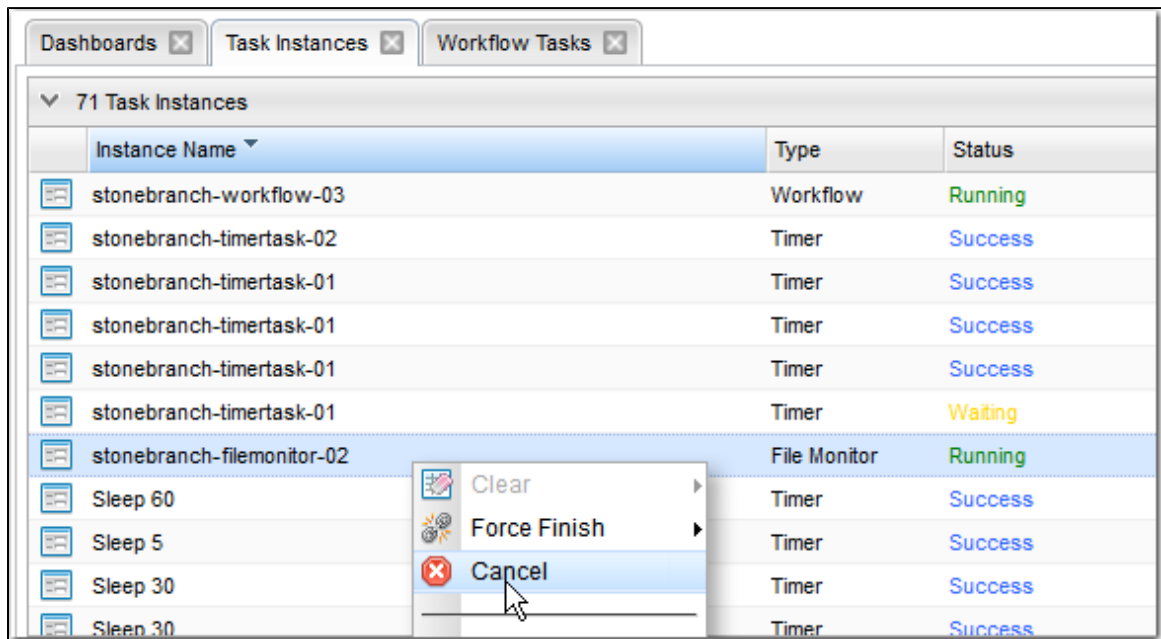 Dashboards Task Instances Workflow Tasks
71 Task Instances
Instance Name Type Status
stonebranch-workflow-03 Workflow Running
stonebranch-timertask-02 Timer Success
stonebranch-timertask-01 Timer Success
stonebranch-timertask-01 Timer Success
stonebranch-timertask-01 Timer Success
stonebranch-timertask-01 Timer Waiting
stonebranch-filemonitor-02 File Monitor Running
Clear
Sleep 60 Timer Success
Force Finish
Sleep 5 Timer Success
Cancel
Sleep 30 Timer Success
Sleep 30 Timer Success